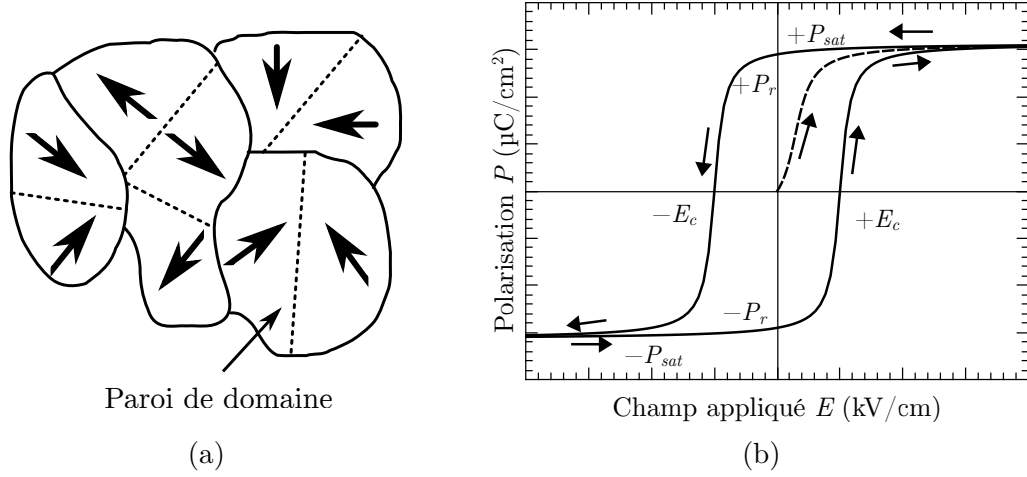 Paroi de domaine
(a)
Polarisation P (µC/cm²)
+P_sat
+P_r
−E_c
+E_c
−P_r
−P_sat
Champ appliqué E (kV/cm)
(b)